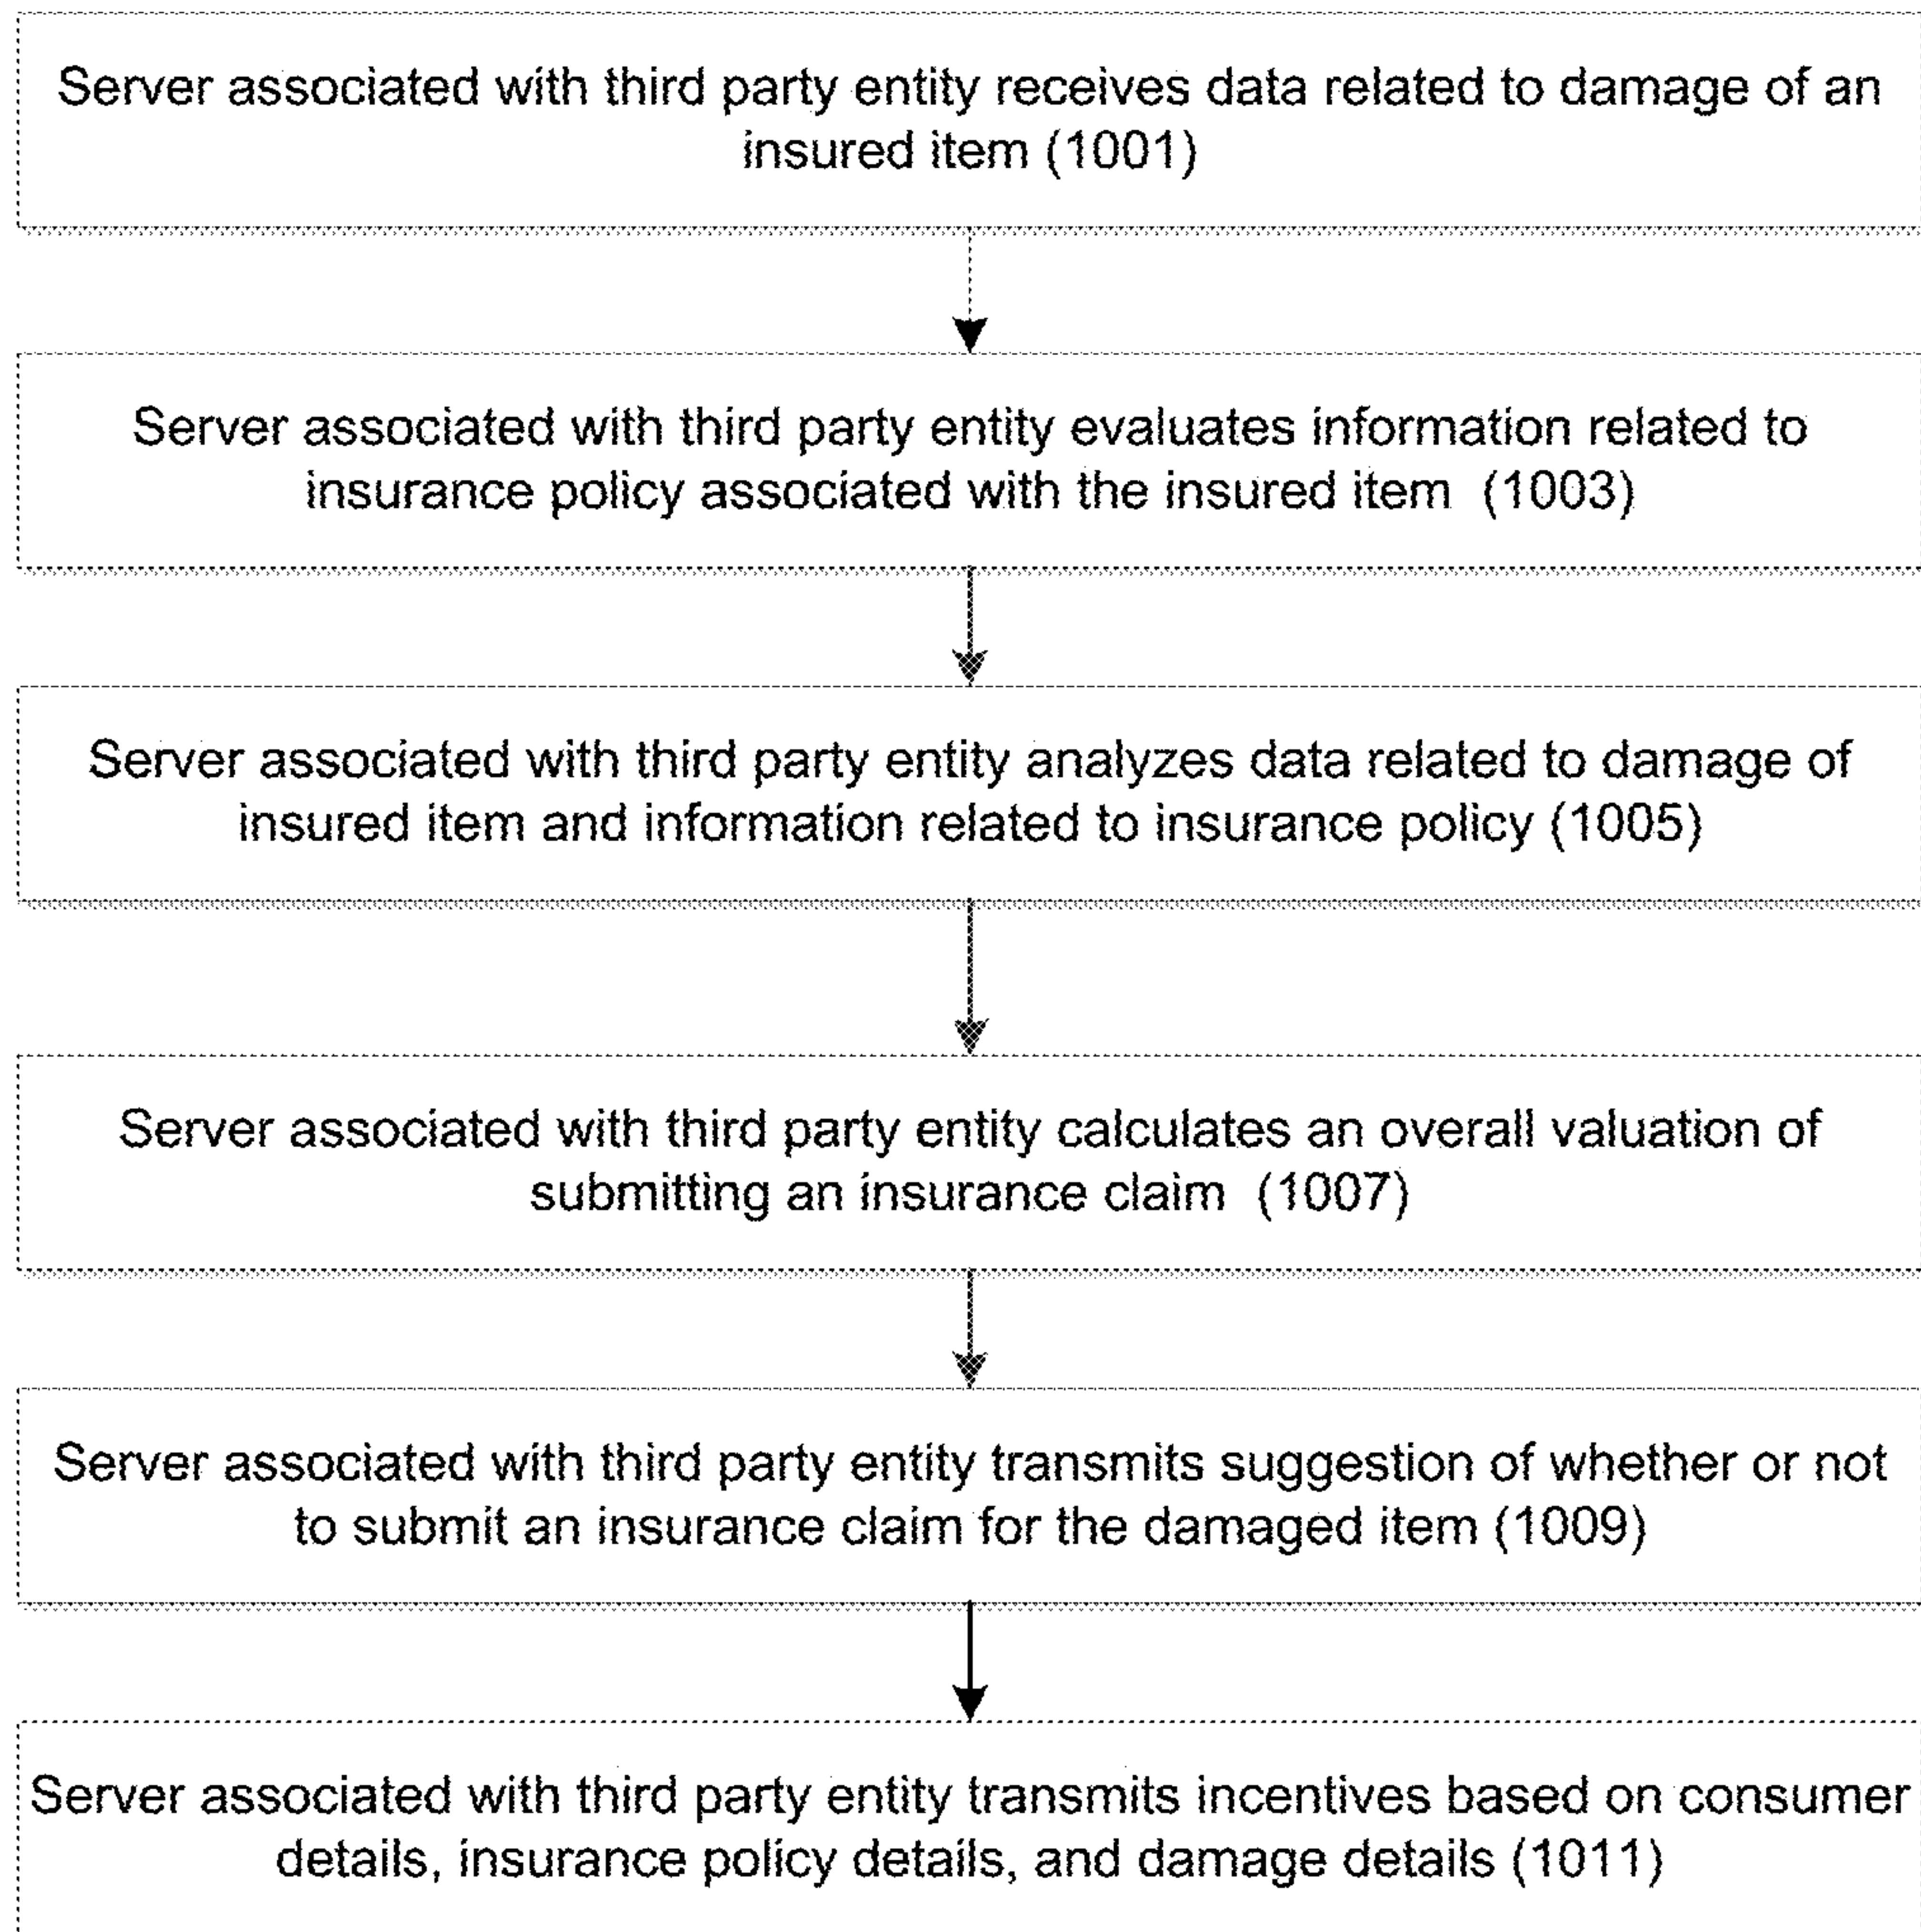 Server associated with third party entity receives data related to damage of an
insured item (1001)
Server associated with third party entity evaluates information related to
insurance policy associated with the insured item (1003)
Server associated with third party entity analyzes data related to damage of
insured item and information related to insurance policy (1005)
Server associated with third party entity calculates an overall valuation of
submitting an insurance claim (1007)
Server associated with third party entity transmits suggestion of whether or not
to submit an insurance claim for the damaged item (1009)
Server associated with third party entity transmits incentives based on consumer
details, insurance policy details, and damage details (1011)